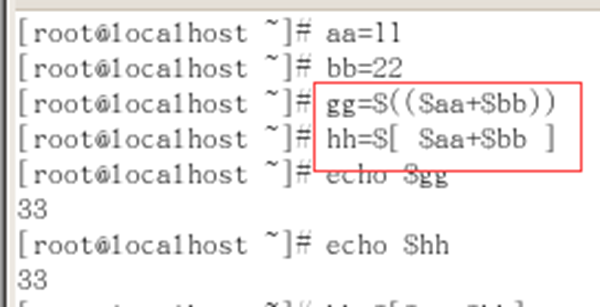 [root@localhost ~]# aa=11
[root@localhost ~]# bb=22
[root@localhost ~]# gg=$(($aa+$bb))
[root@localhost ~]# hh=$[ $aa+$bb ]
[root@localhost ~]# echo $gg
33
[root@localhost ~]# echo $hh
33